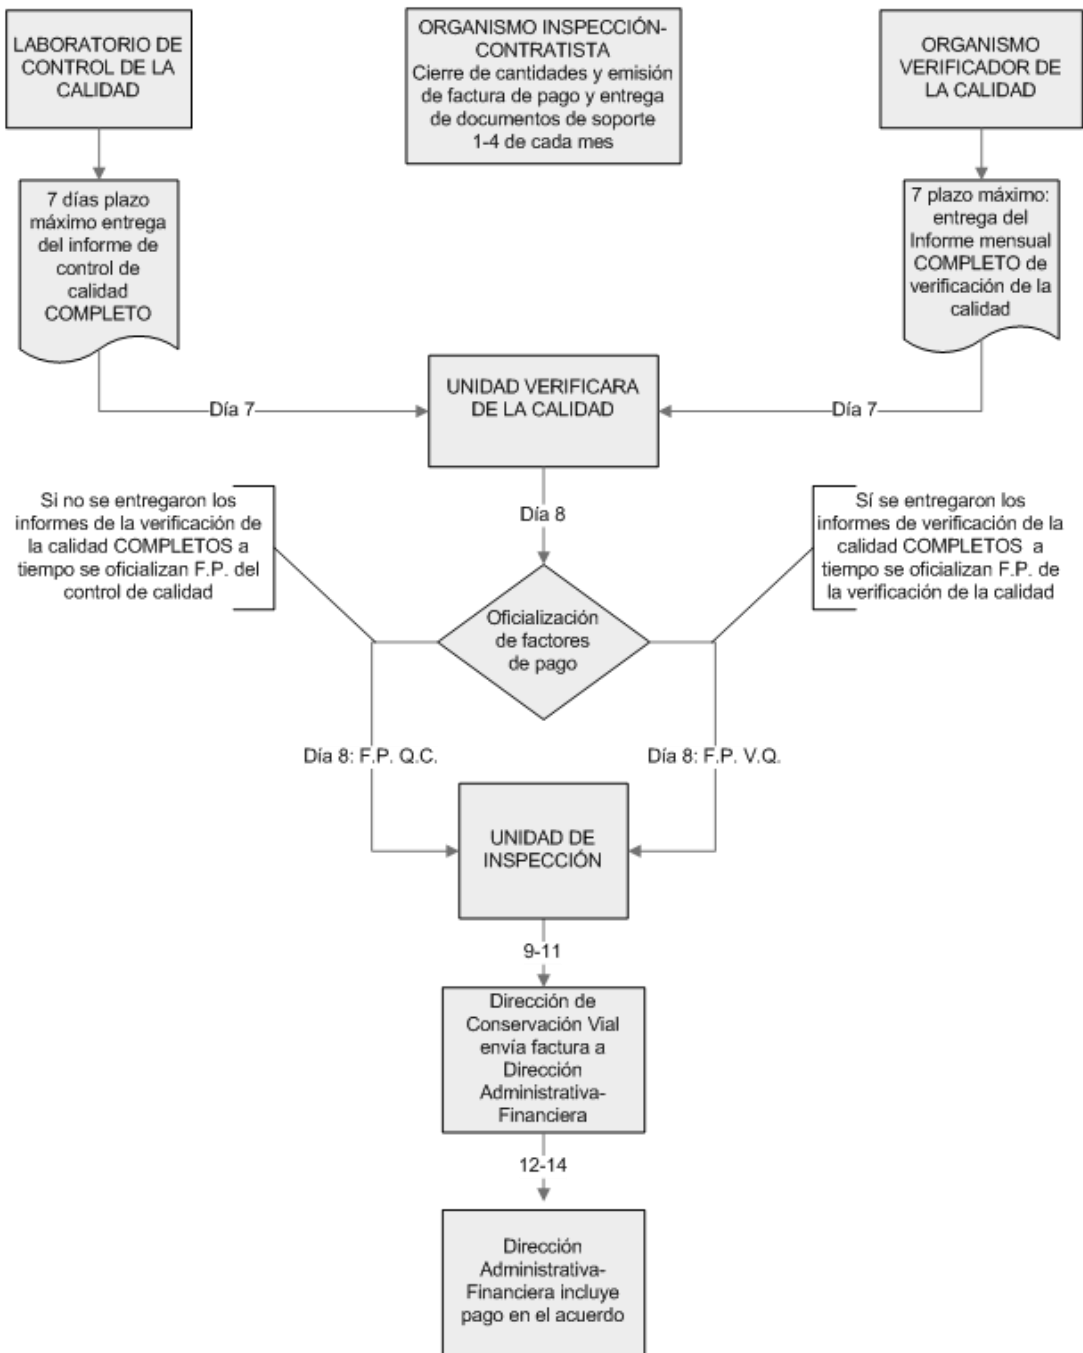 LABORATORIO DE
CONTROL DE LA
CALIDAD
ORGANISMO INSPECCIÓN-
CONTRATISTA
Cierre de cantidades y emisión
de factura de pago y entrega
de documentos de soporte
1-4 de cada mes
ORGANISMO
VERIFICADOR DE
LA CALIDAD
7 días plazo
máximo entrega
del informe de
control de
calidad
COMPLETO
7 plazo máximo:
entrega del
Informe mensual
COMPLETO de
verificación de la
calidad
UNIDAD VERIFICARA
DE LA CALIDAD
Día 7
Día 7
Día 8
Si no se entregaron los
informes de la verificación de
la calidad COMPLETOS a
tiempo se oficializan F.P. del
control de calidad
Sí se entregaron los
informes de verificación de la
calidad COMPLETOS a
tiempo se oficializan F.P. de
la verificación de la calidad
Oficialización
de factores
de pago
Día 8: F.P. Q.C.
Día 8: F.P. V.Q.
UNIDAD DE
INSPECCIÓN
9-11
Dirección de
Conservación Vial
envía factura a
Dirección
Administrativa-
Financiera
12-14
Dirección
Administrativa-
Financiera incluye
pago en el acuerdo